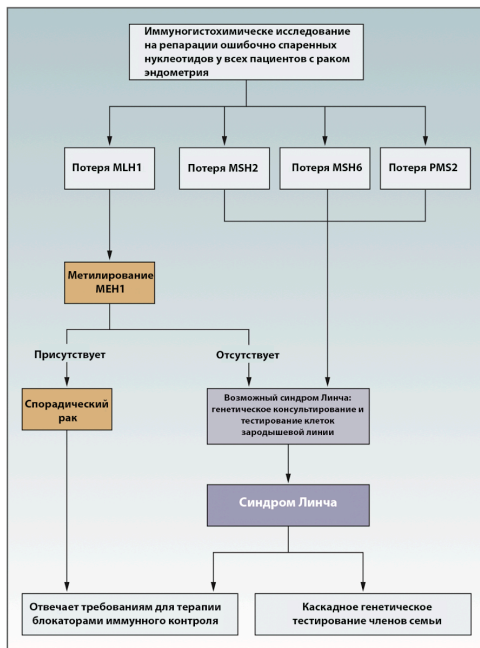 Иммуногистохимическе исследование
на репарации ошибочно спаренных
нуклеотидов у всех пациентов с раком
эндометрия
Потеря MLH1
Потеря MSH2
Потеря MSH6
Потеря PMS2
Метилирование
МЕН1
Присутствует
Отсутствует
Спорадический
рак
Возможный синдром Линча:
генетическое консультирование и
тестирование клеток
зародышевой линии
Синдром Линча
Отвечает требованиям для терапии
блокаторами иммунного контроля
Каскадное генетическое
тестирование членов семьи